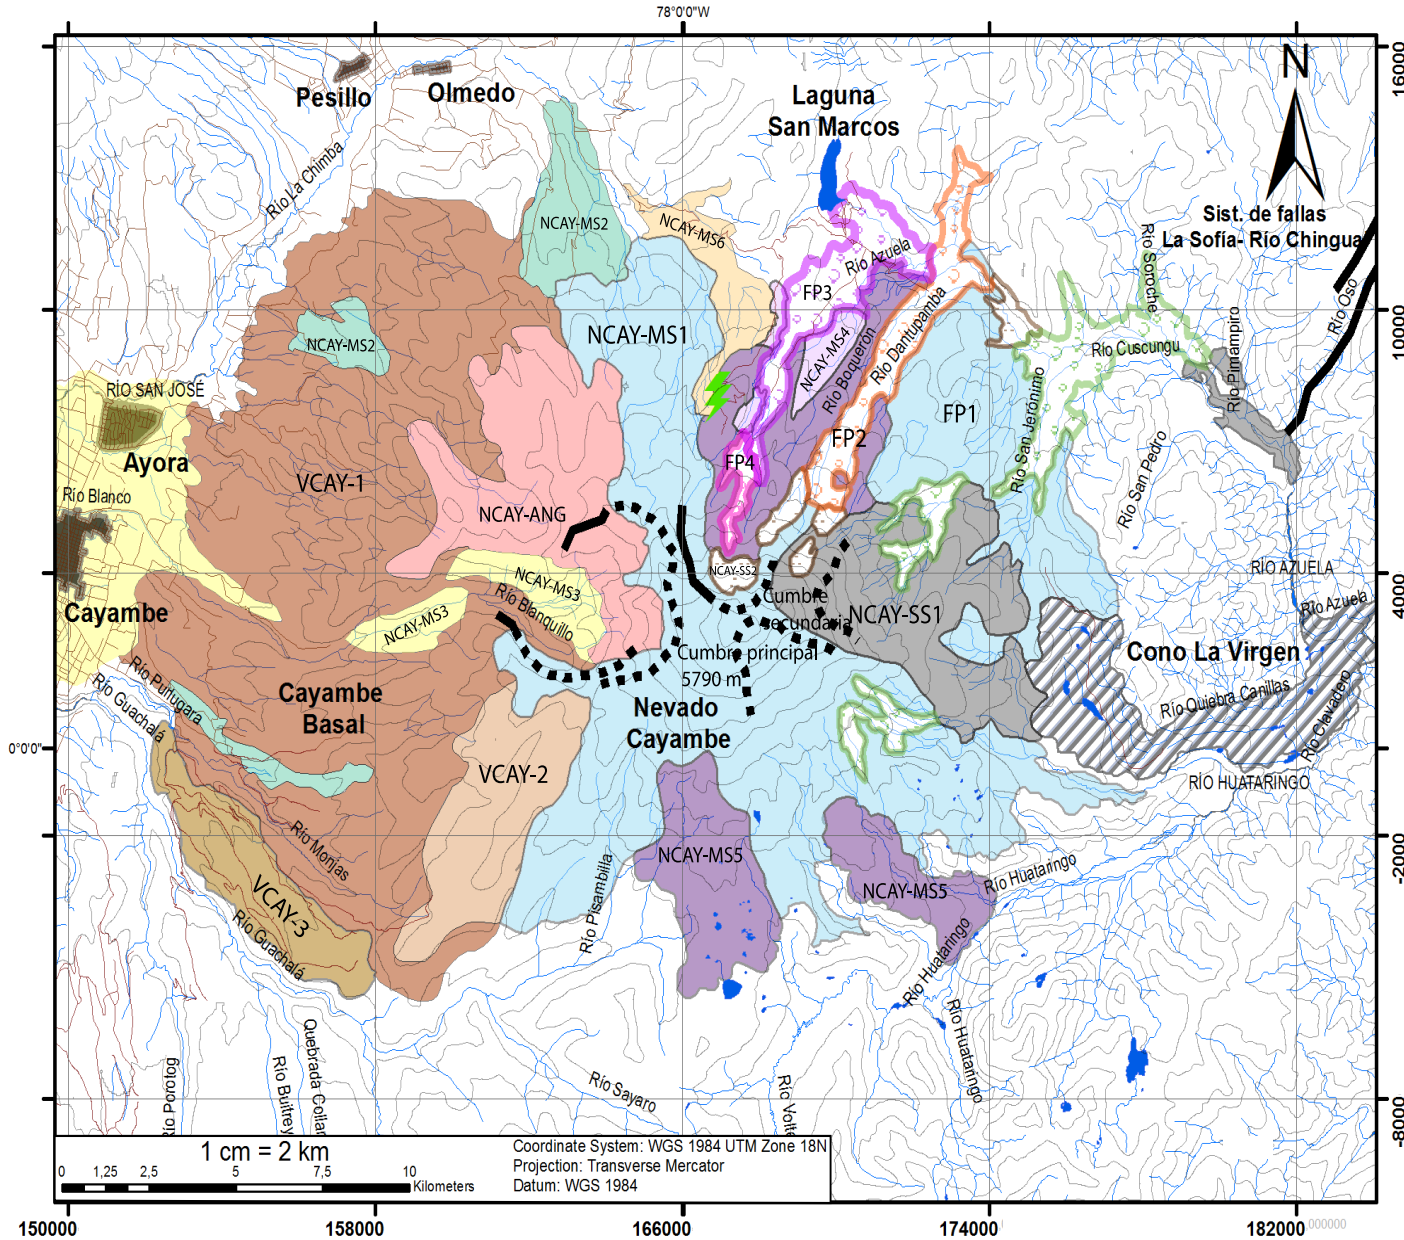 78°0'0"W
N
Pesillo
Olmedo
Laguna
San Marcos
16000
Río La Chimba
NCAY-MS2
NCAY-MS6
Sist. de fallas
La Sofía- Río Chingua
Río Soroche
Río Azuela
Río Oso
FP3
NCAY-MS1
NCAY-MS4
Río Dantupamba
Río Boquerón
Río Cuscungu
Río Pimampiro
10000
NCAY-MS2
RÍO SAN JOSÉ
FP1
FP2
FP4
Río San Jeronimo
Río San Pedro
Ayora
Río Blanco
VCAY-1
NCAY-ANG
NCAY-SS2
RÍO AZUELA
NCAY-MS3
Río Blanquillo
NCAY-MS3
Cumbre
secundaria
NCAY-SS1
Río Azuela
4000
Cayambe
Cono La Virgen
Cumbre principal
5790 m
Río Puñugara
Río Guachalá
Cayambe
Basal
Nevado
Cayambe
Río Quiebra Canillas
Río Clavadero
0°0'0"
VCAY-2
RÍO HUATARINGO
Río Monjas
NCAY-MS5
NCAY-MS5
Río Huataringo
-2000
VCAY-3
Río Guachalá
Río Pisambilla
Río Huataringo
Río Huataringo
Río Porotog
Río Buitrey
Quebrada Collar
Río Sayaro
Río Volte
-8000
1 cm = 2 km
0 1,25 2,5 5 7.5 10
Kilometers
Coordinate System: WGS 1984 UTM Zone 18N
Projection: Transverse Mercator
Datum: WGS 1984
150000 158000 166000 174000 182000
.000000